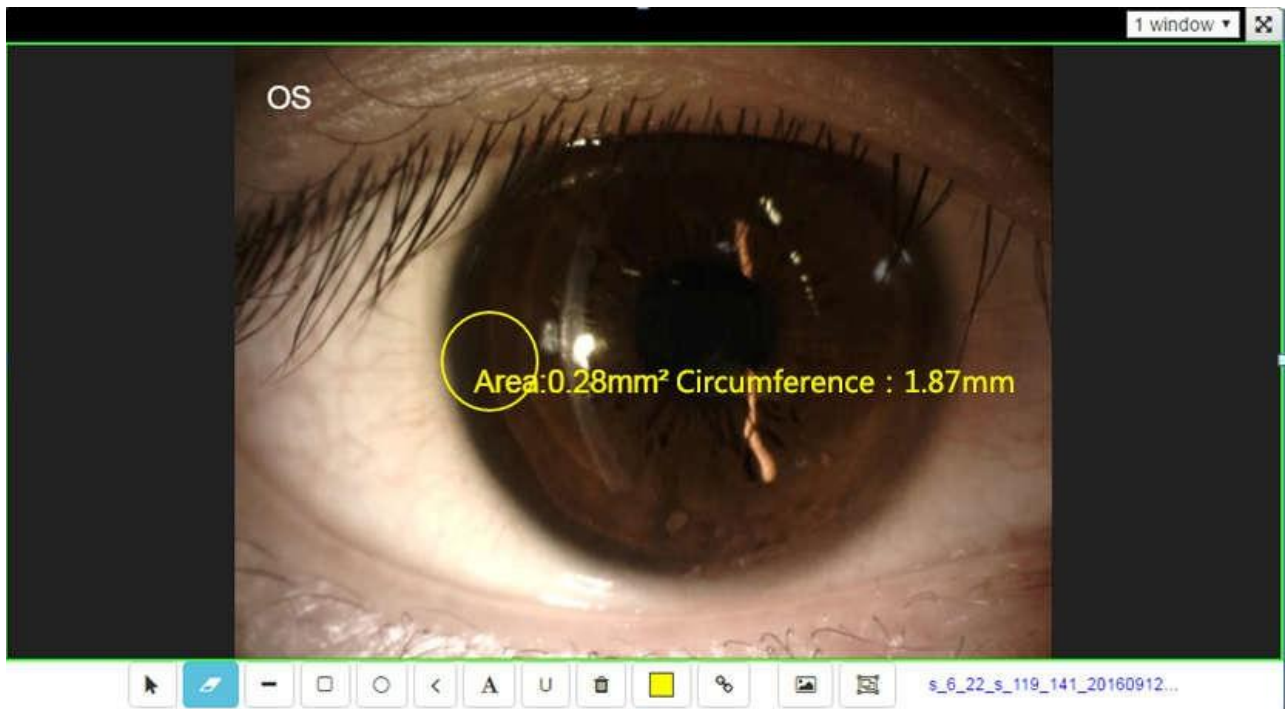 1 window
OS
Area:0.28mm² Circumference : 1.87mm
A
U
s_6_22_s_119_141_20160912...